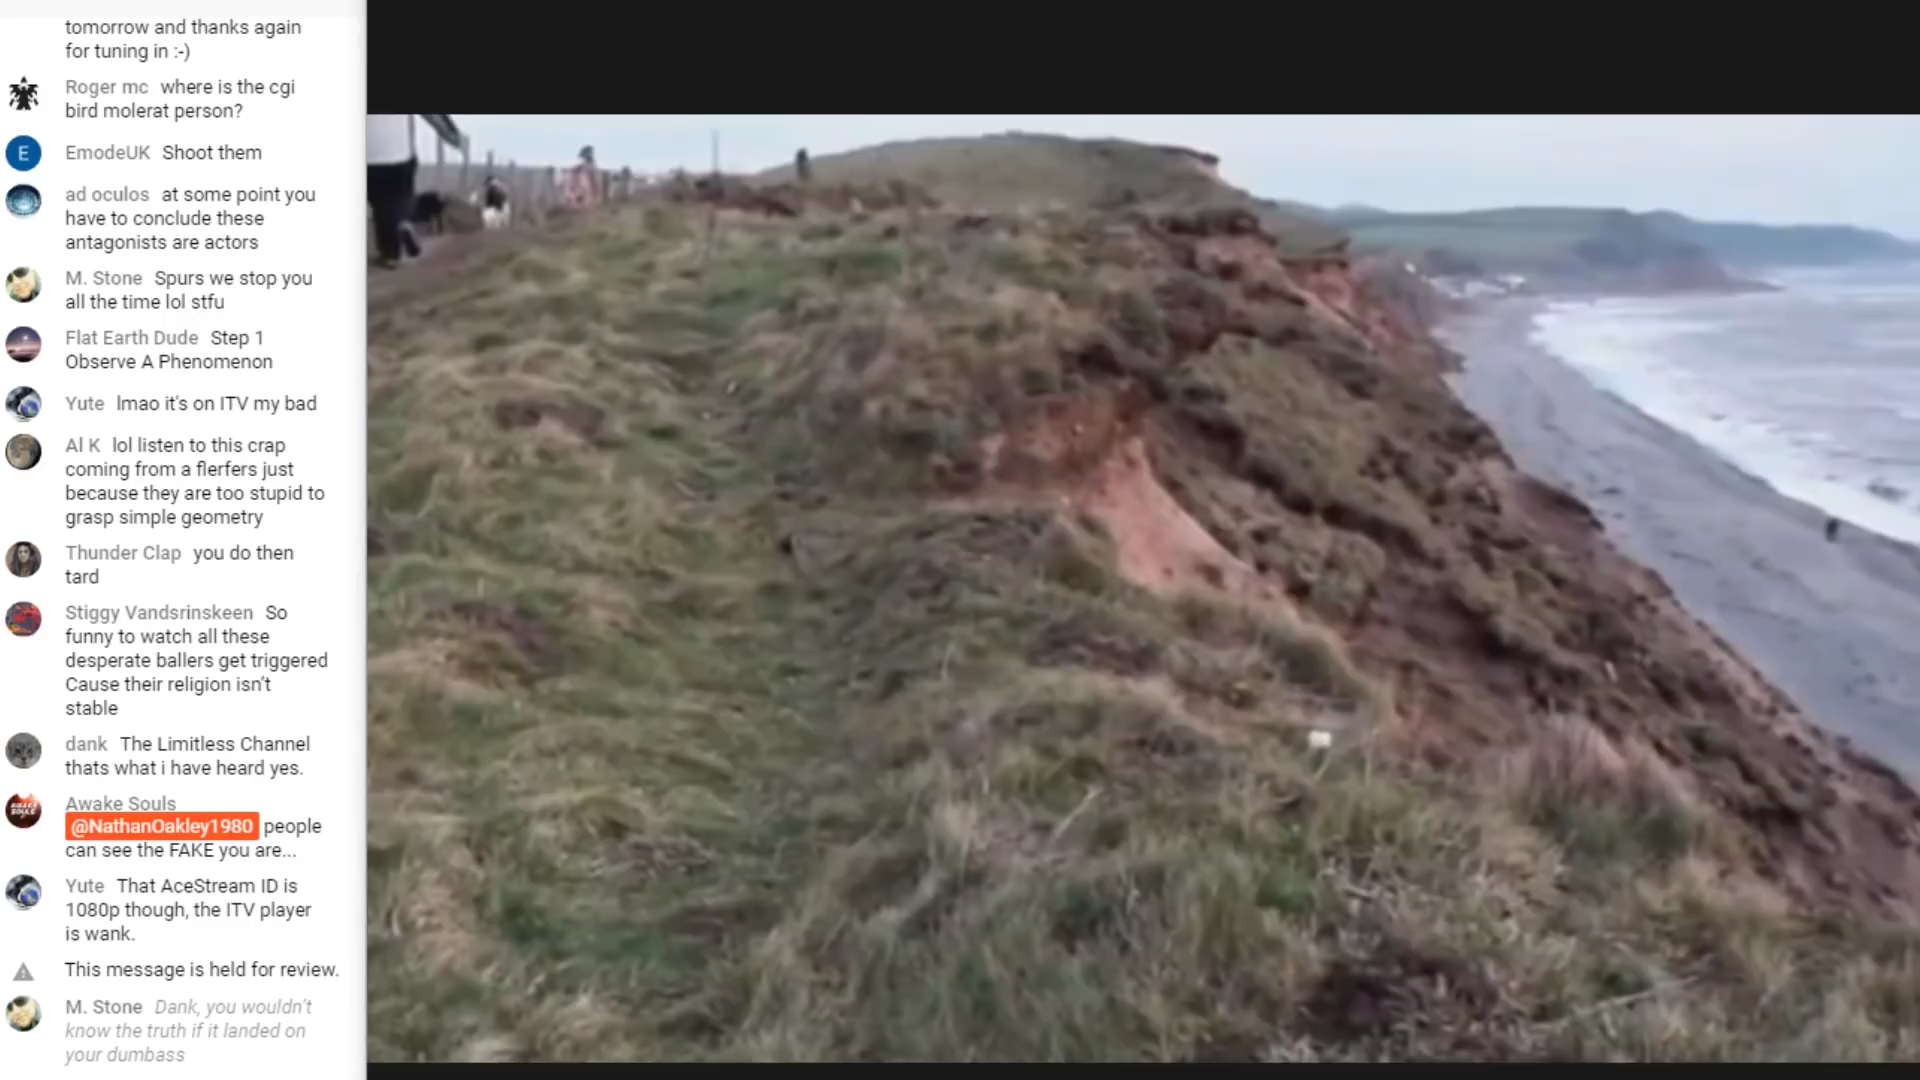 tomorrow and thanks again
for tuning in :-)
Roger mc where is the cgi
bird molerat person?
E EmodeUK Shoot them
ad oculos at some point you
have to conclude these
antagonists are actors
M. Stone Spurs we stop you
all the time lol stfu
Flat Earth Dude Step 1
Observe A Phenomenon
Yute lmao it's on ITV my bad
Al K lol listen to this crap
coming from a flerfers just
because they are too stupid to
grasp simple geometry
Thunder Clap you do then
tard
Stiggy Vandsrinskeen So
funny to watch all these
desperate ballers get triggered
Cause their religion isn't
stable
dank The Limitless Channel
thats what i have heard yes.
Awake Souls
@NathanOakley1980 people
can see the FAKE you are...
Yute That AceStream ID is
1080p though, the ITV player
is wank.
This message is held for review.
M. Stone Dank, you wouldn't
know the truth if it landed on
your dumbass